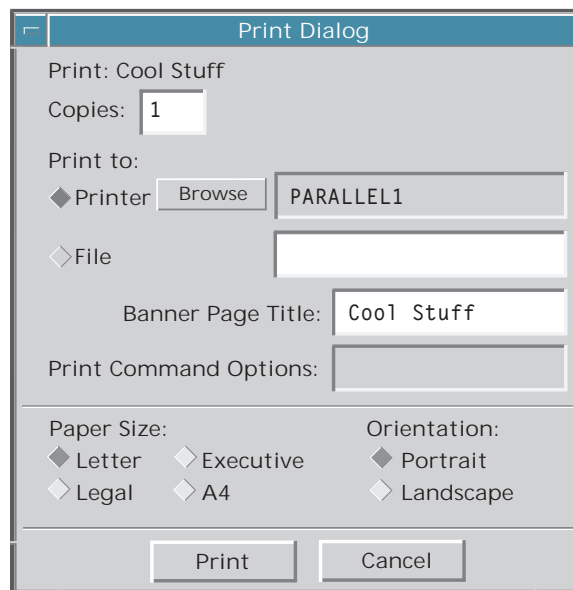 Print Dialog
Print: Cool Stuff
Copies: 1
Print to:
Printer Browse PARALLEL1
File
Banner Page Title: Cool Stuff
Print Command Options:
Paper Size: Orientation:
Letter Executive Portrait
Legal A4 Landscape
Print Cancel